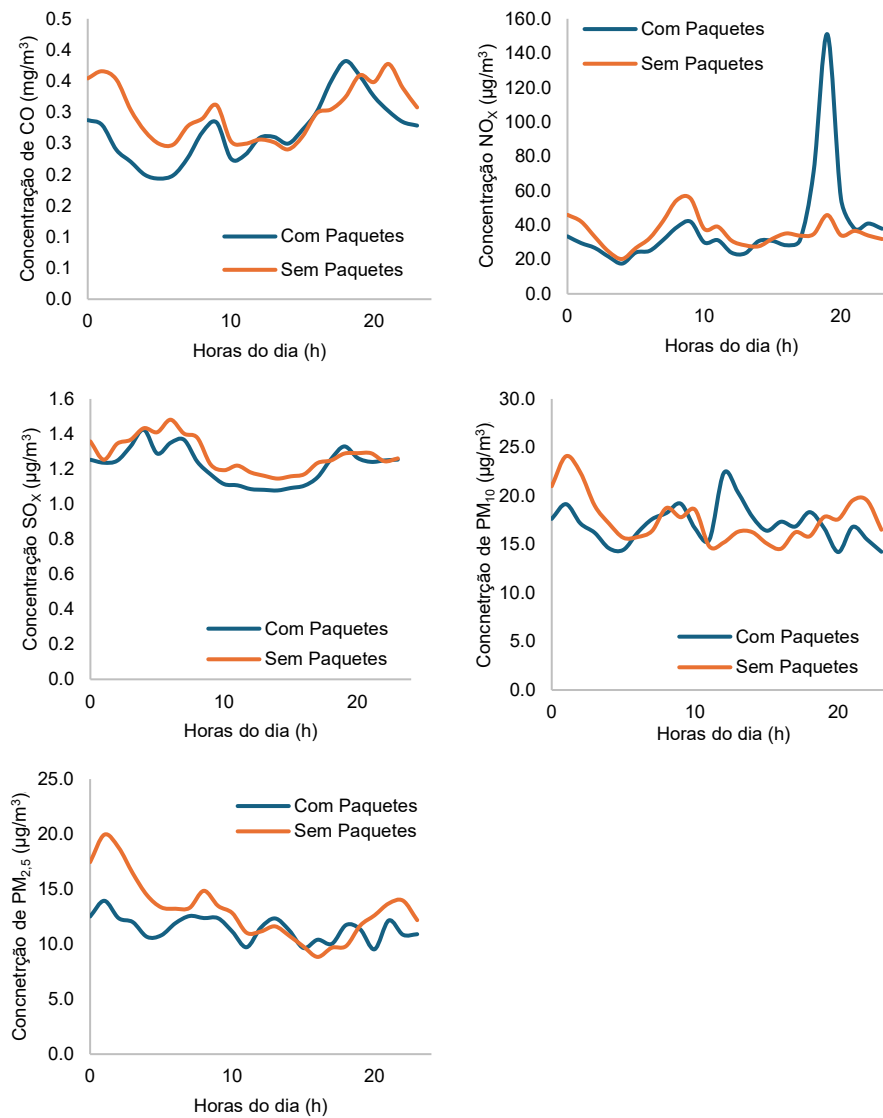 Concentração de CO (mg/m³)
0.5
0.4
0.4
0.3
0.3
0.2
0.2
0.1
0.1
0.0
Com Paquetes
Sem Paquetes
0 10 20
Horas do dia (h)
Concentração NOX (µg/m³)
160.0
140.0
120.0
100.0
80.0
60.0
40.0
20.0
0.0
Com Paquetes
Sem Paquetes
0 10 20
Horas do dia (h)
Concentração SOX (µg/m³)
1.6
1.4
1.2
1.0
0.8
0.6
0.4
0.2
0.0
Com Paquetes
Sem Paquetes
0 10 20
Horas do dia (h)
Concnetrção de PM10 (µg/m³)
30.0
25.0
20.0
15.0
10.0
5.0
0.0
Com Paquetes
Sem Paquetes
0 10 20
Horas do dia (h)
Concnetrção de PM2,5 (µg/m³)
25.0
20.0
15.0
10.0
5.0
0.0
Com Paquetes
Sem Paquetes
0 10 20
Horas do dia (h)